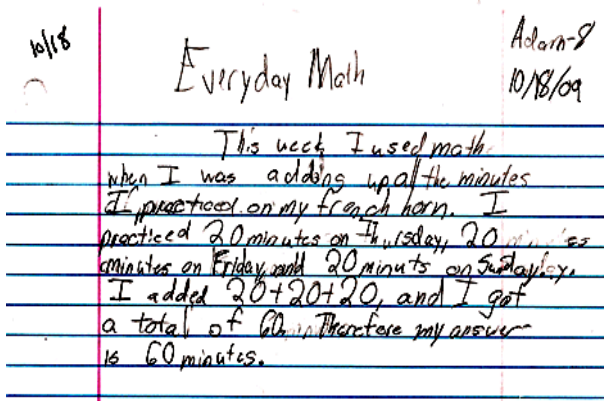 10/18
Adam-8
Everyday Math
10/18/09
This week I used math
when I was adding up all the minutes
I practiced on my french horn. I
practiced 20 minutes on Thursday, 20
minutes on Friday, and 20 minuts on Sunday.
I added 20+20+20, and I got
a total of 60 Therefore my answer
is 60 minutes.